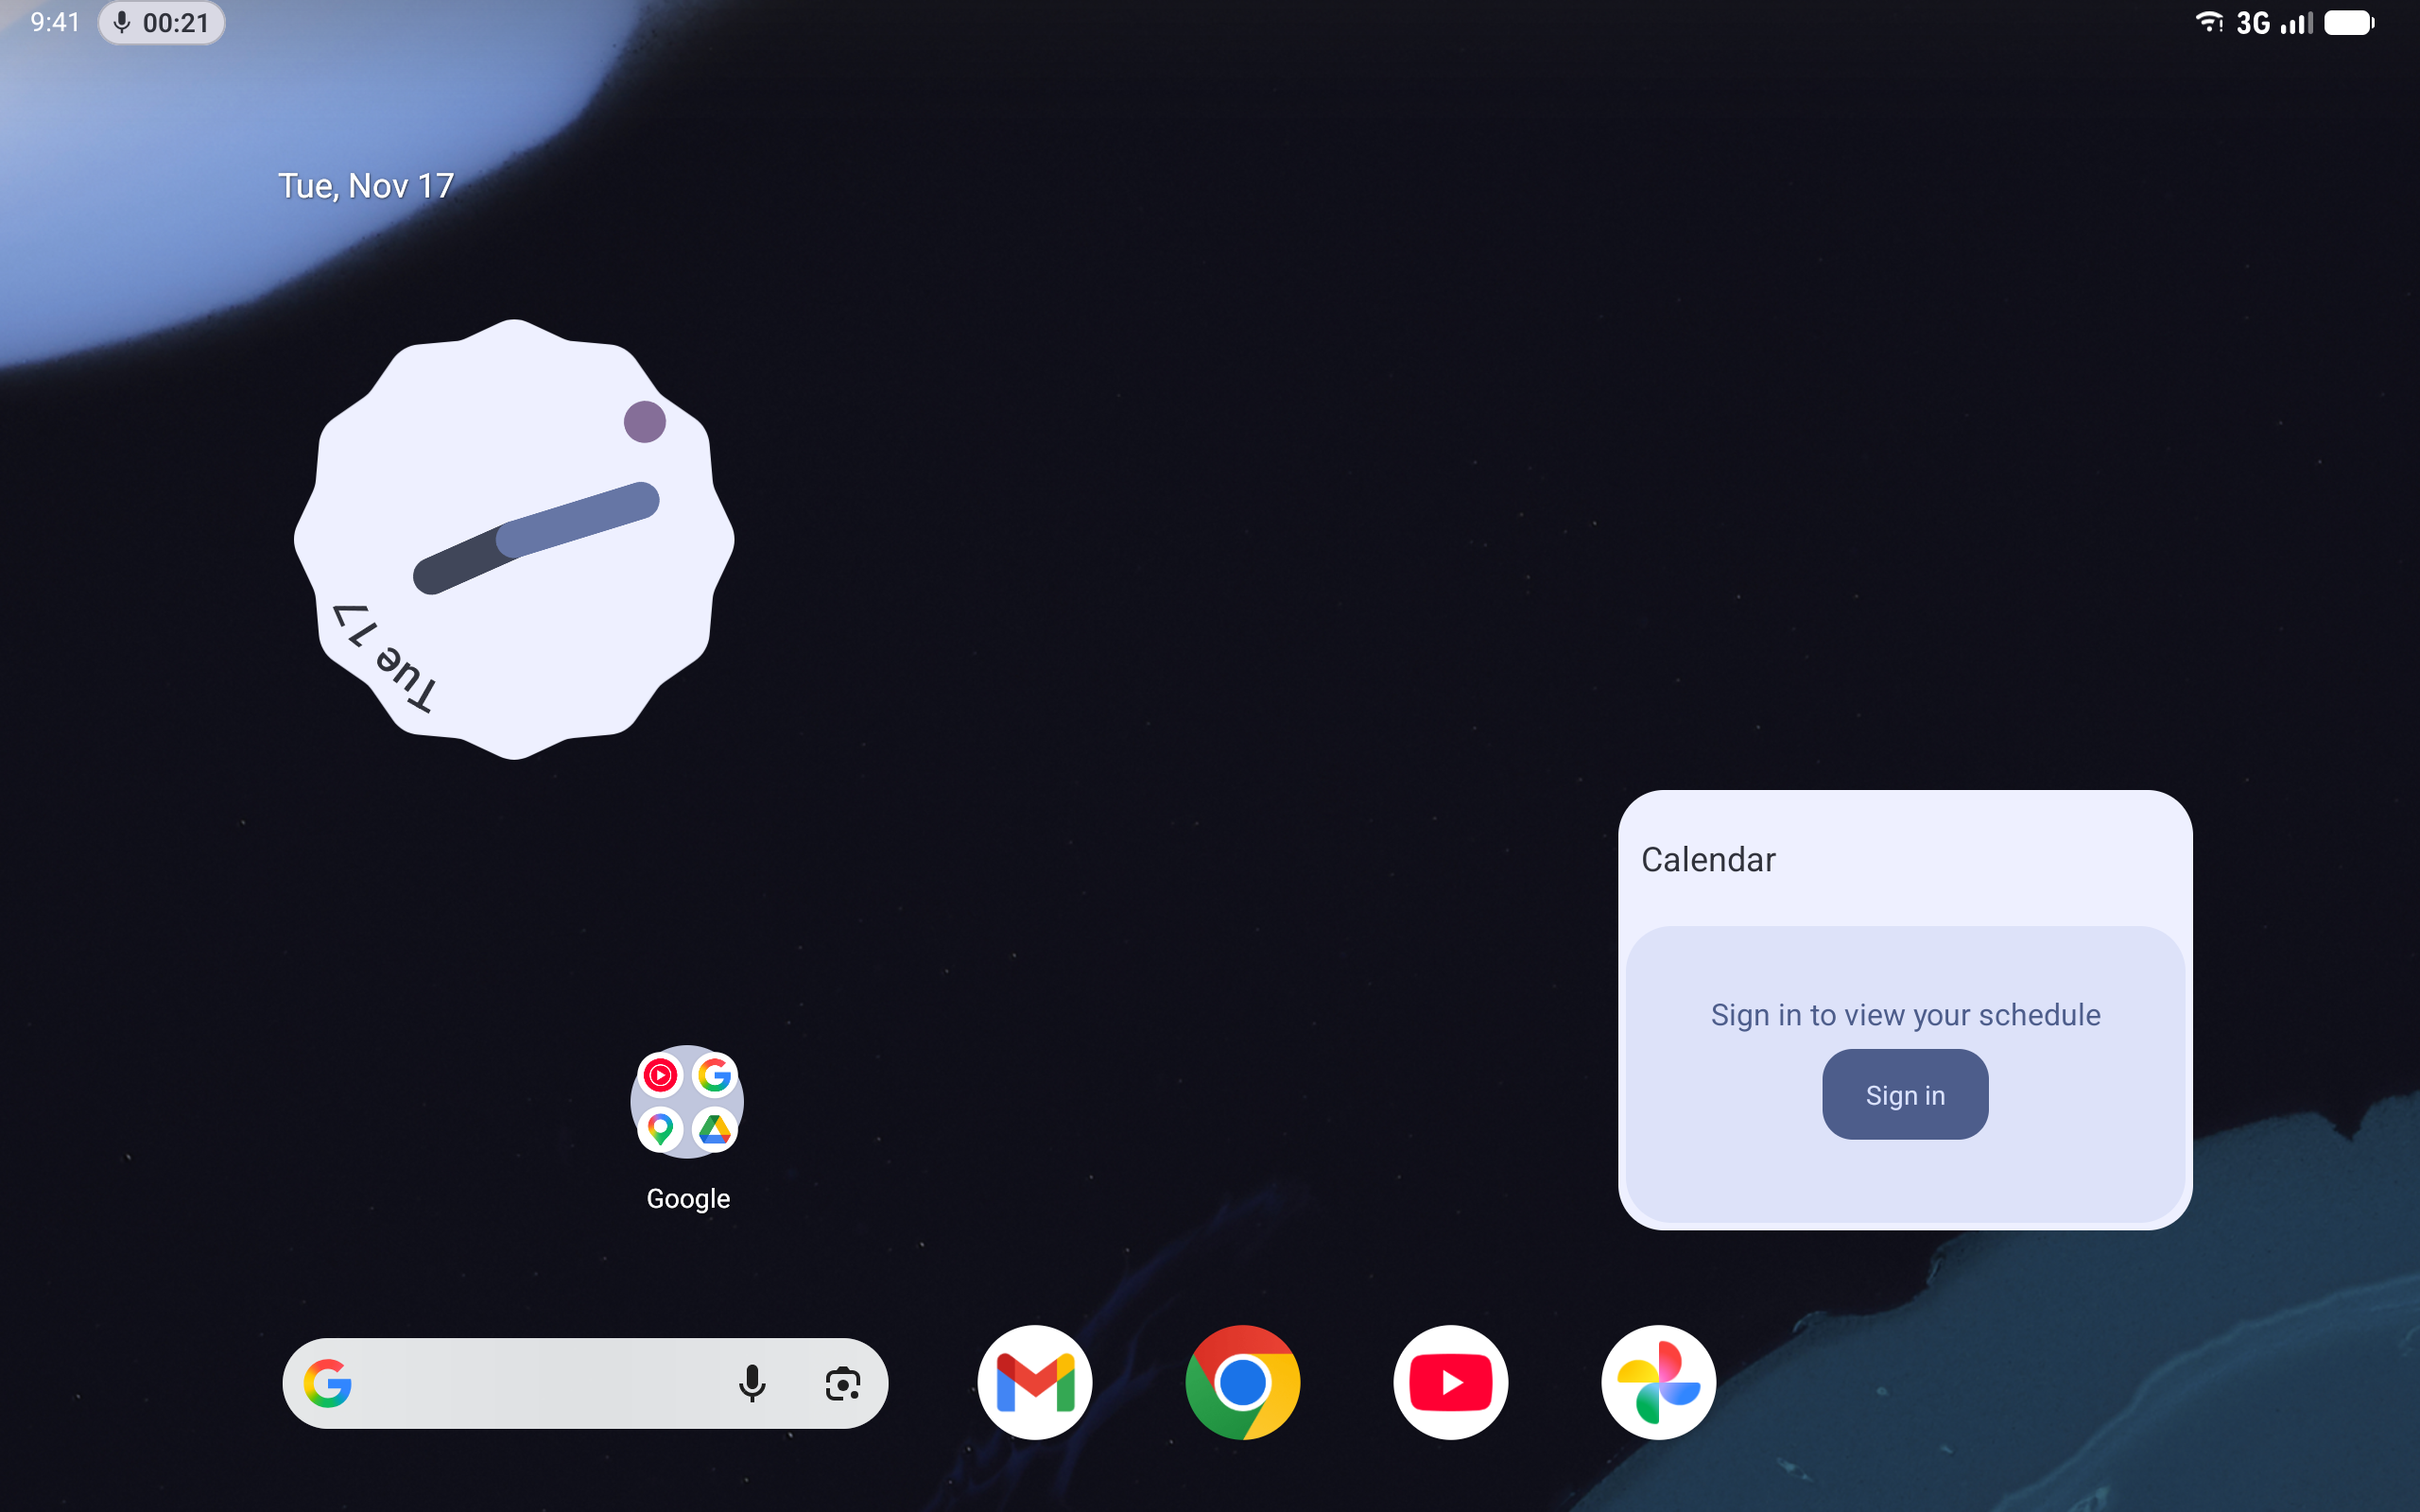 9:41
00:21
3G
Tue, Nov 17
Tue 17
Calendar
Sign in to view your schedule
Sign in
Google